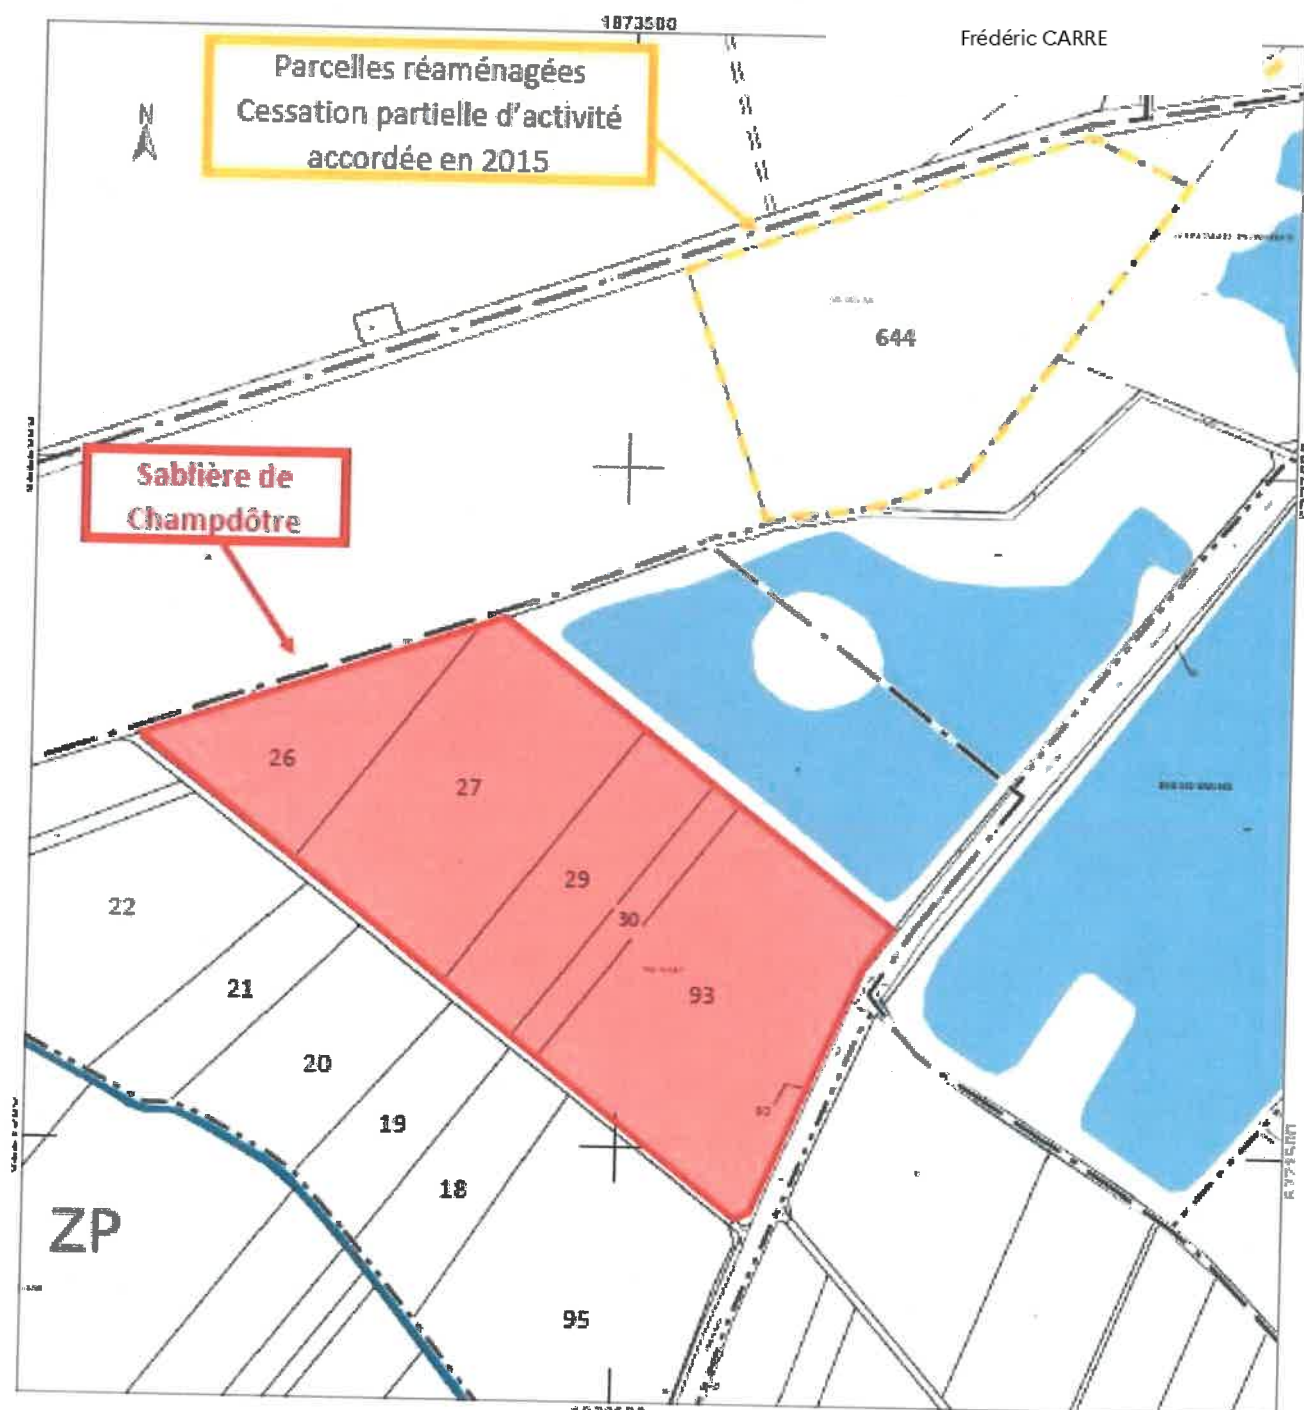 1873500
Frédéric CARRE
Parcelles réaménagées
Cessation partielle d'activité
accordée en 2015
N
644
Sablière de
Champdôtre
26
27
29
22
30
93
21
20
19
18
ZP
95